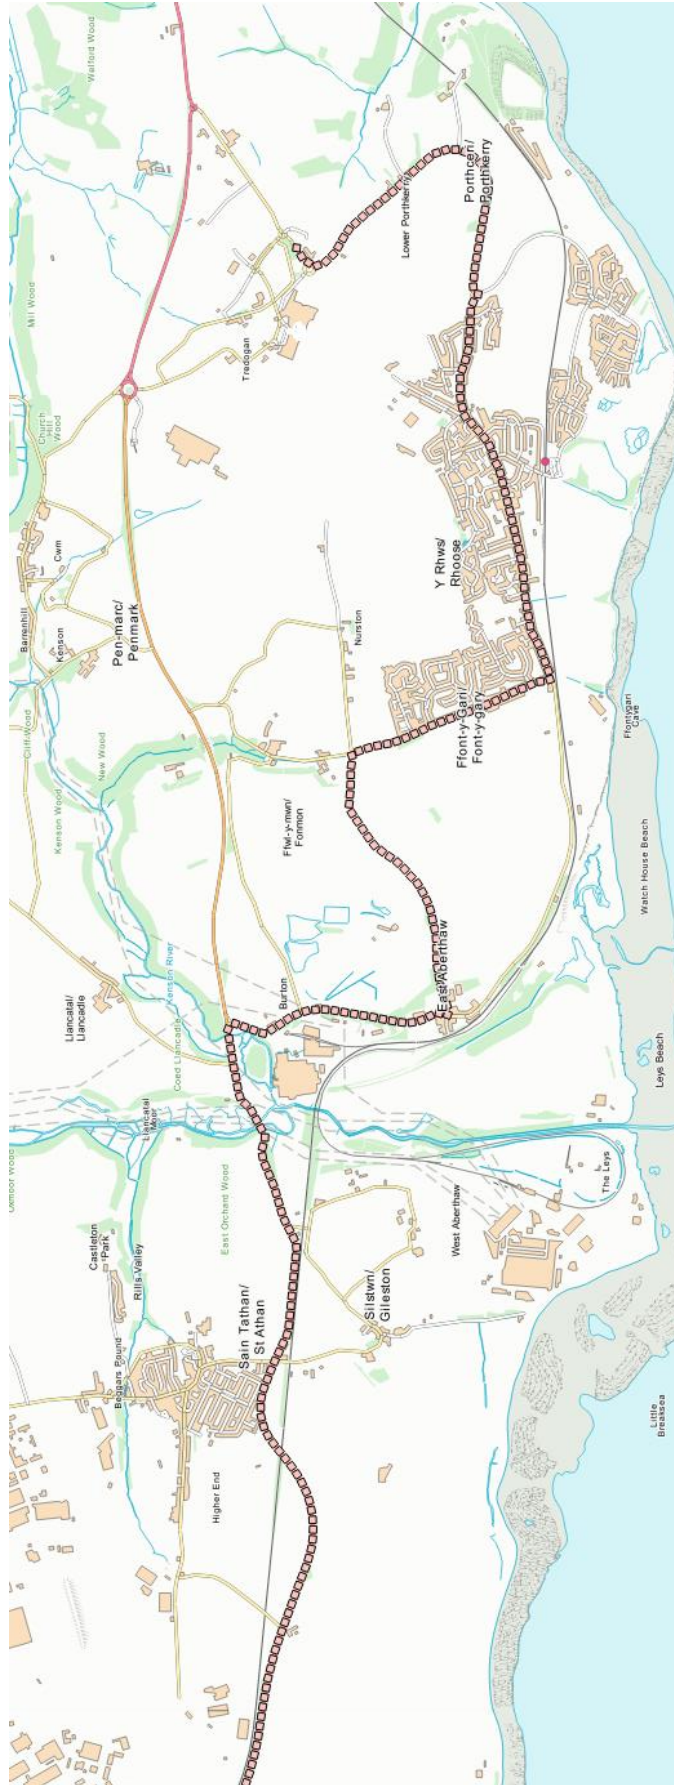 Welford Wood
Mill Wood
Church
Hill
Wood
Tredogan
Lower Porthkerry
Porthceri/
Porthkerry
Barrenhill
Cwm
Kenson
Pen-marc/
Penmark
Y Rhws/
Rhoose
Nurston
Cliff Wood
New Wood
Kenson Wood
Ffont-y-Gari/
Font-y-gary
Ffontygari
Cave
Ffwl-y-mwn/
Fonmon
Watch House Beach
Llancatal/
Llancadle
Kenson River
Coed Llancadle
Burton
East Aberthaw
Leys Beach
Llancatal
Moor
East Orchard Wood
The Leys
West Aberthaw
Castleton
Park
Rills Valley
Silstwn/
Gileston
Sain Tathan/
St Athan
Beggars Pound
Higher End
Little
Breaksea